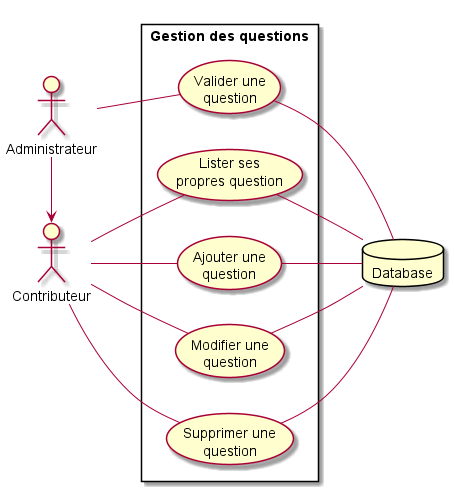 Gestion des questions
Valider une
question
Administrateur
Lister ses
propres question
Ajouter une
question
Database
Contributeur
Modifier une
question
Supprimer une
question